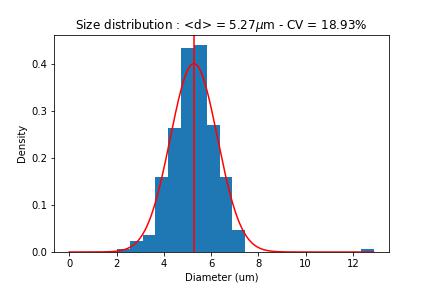 Size distribution : <d> = 5.27μm - CV = 18.93%
0.4
0.3
0.2
0.1
0.0
Density
0 2 4 6 8 10 12
Diameter (um)